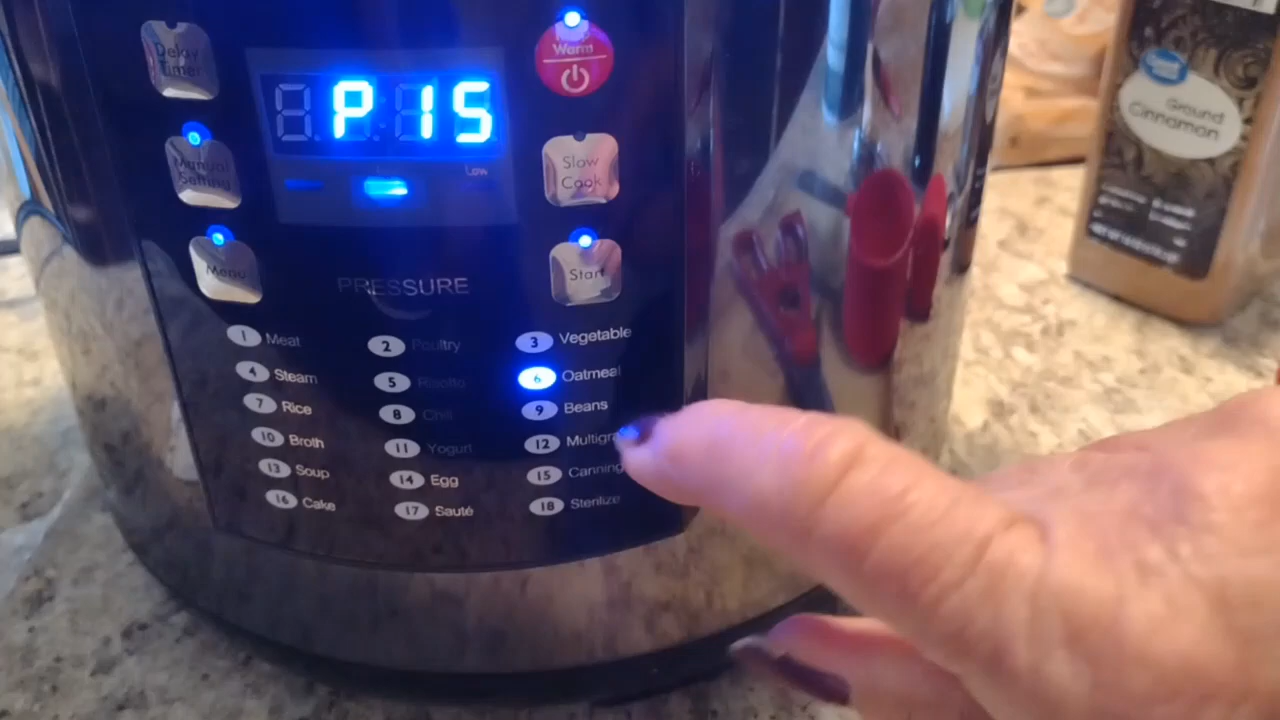 Delay
Timer
P 15
Warm
Manual
Setting
Low
Slow
Cook
Menu
Start
PRESSURE
1 Meat
2 Poultry
3 Vegetable
4 Steam
5 Risotto
6 Oatmeal
7 Rice
8 Chili
9 Beans
10 Broth
11 Yogurt
12 Multigr
13 Soup
14 Egg
15 Canning
16 Cake
17 Sauté
18 Sterilize
Ground
Cinnamon